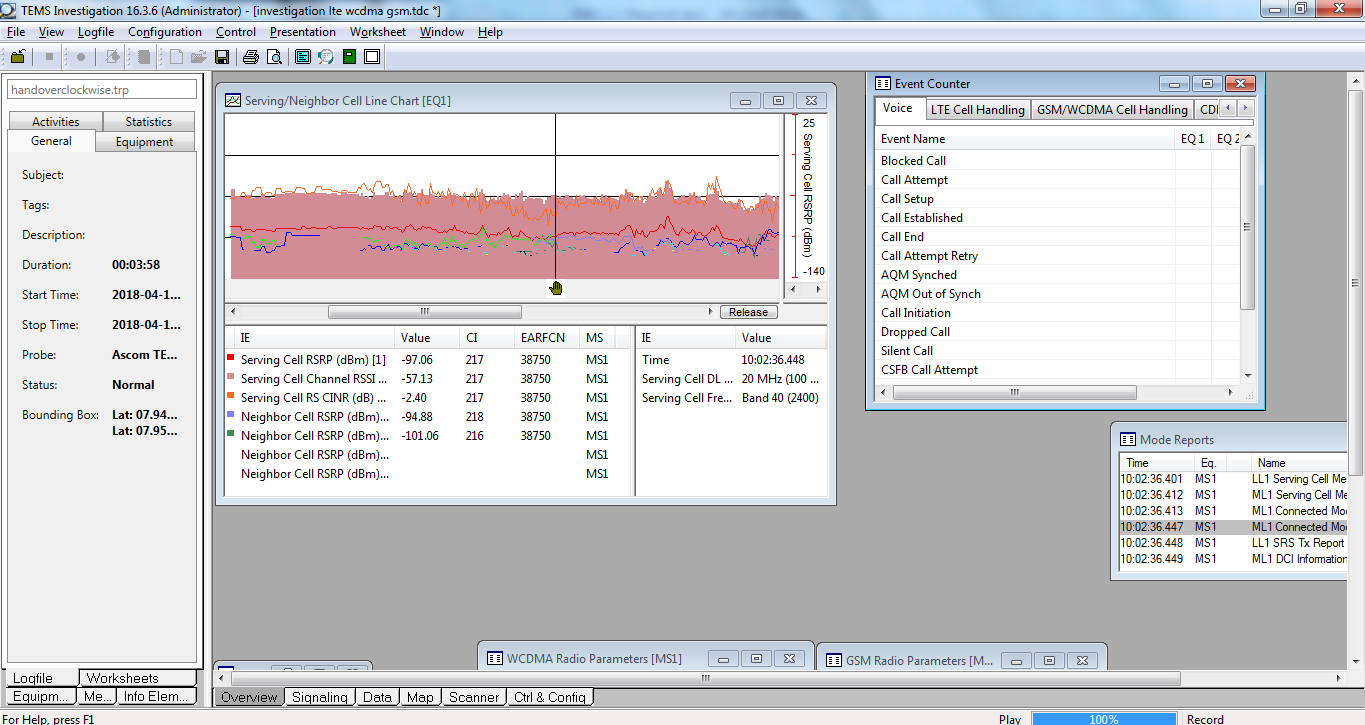 TEMS Investigation 16.3.6 (Administrator) - [investigation lte wcdma gsm.tdc *]
File View Logfile Configuration Control Presentation Worksheet Window Help
handoverclockwise.trp
Activities Statistics
General Equipment
Subject:
Tags:
Description:
Duration: 00:03:58
Start Time: 2018-04-1...
Stop Time: 2018-04-1...
Probe: Ascom TE...
Status: Normal
Bounding Box: Lat: 07.94...
Lat: 07.95...
Logfile Worksheets
Equipm... Me... Info Elem...
Serving/Neighbor Cell Line Chart [EQ1]
25
Serving Cell RSRP (dBm)
-140
Release
IE Value CI EARFCN MS
Serving Cell RSRP (dBm) [1] -97.06 217 38750 MS1
Serving Cell Channel RSSI ... -57.13 217 38750 MS1
Serving Cell RS CINR (dB) ... -2.40 217 38750 MS1
Neighbor Cell RSRP (dBm)... -94.88 218 38750 MS1
Neighbor Cell RSRP (dBm)... -101.06 216 38750 MS1
Neighbor Cell RSRP (dBm)... MS1
Neighbor Cell RSRP (dBm)... MS1
IE Value
Time 10:02:36.448
Serving Cell DL ... 20 MHz (100 ...
Serving Cell Fre... Band 40 (2400)
Event Counter
Voice LTE Cell Handling GSM/WCDMA Cell Handling CDI
Event Name EQ 1 EQ 2
Blocked Call
Call Attempt
Call Setup
Call Established
Call End
Call Attempt Retry
AQM Synched
AQM Out of Synch
Call Initiation
Dropped Call
Silent Call
CSFB Call Attempt
Mode Reports
Time Eq. Name
10:02:36.401 MS1 LL1 Serving Cell Me
10:02:36.412 MS1 ML1 Serving Cell Me
10:02:36.413 MS1 ML1 Connected Mo
10:02:36.447 MS1 ML1 Connected Mo
10:02:36.448 MS1 LL1 SRS Tx Report
10:02:36.449 MS1 ML1 DCI Information
WCDMA Radio Parameters [MS1]
GSM Radio Parameters [M...
Overview Signaling Data Map Scanner Ctrl & Config
For Help, press F1
Play 100% Record